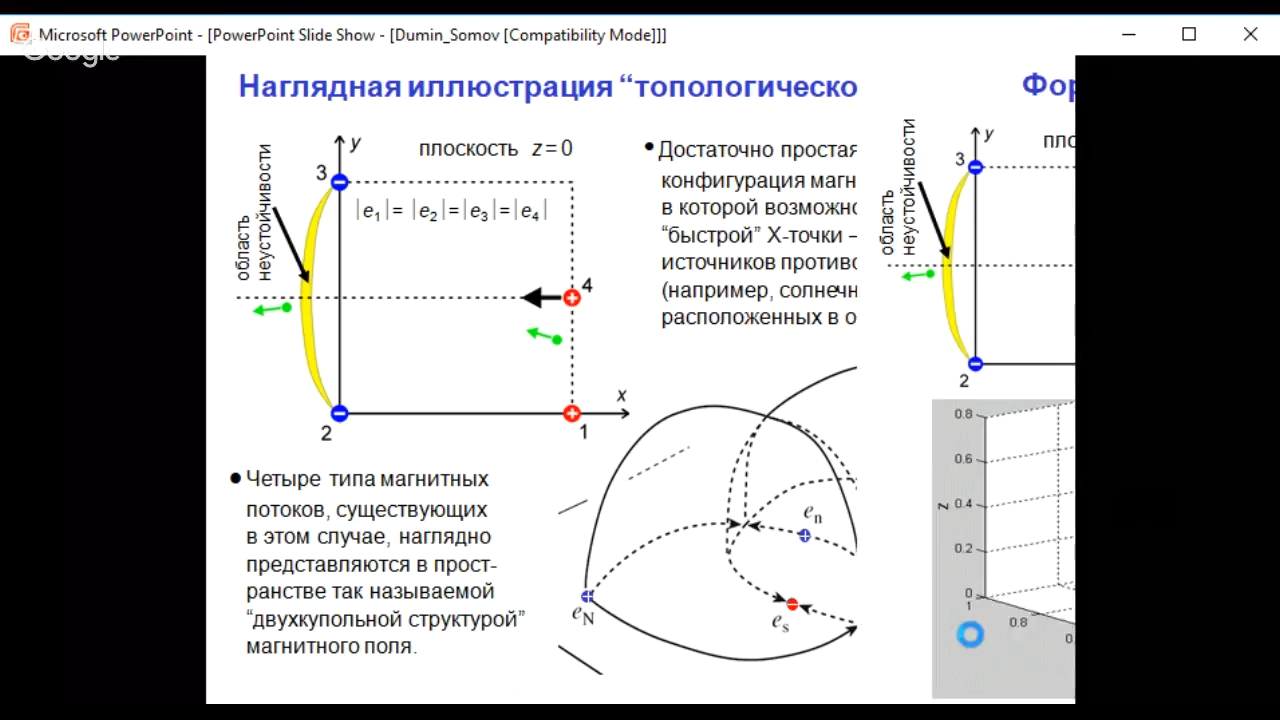 Microsoft PowerPoint - [PowerPoint Slide Show - [Dumin_Somov [Compatibility Mode]]]
Google
Наглядная иллюстрация “топологическо
область
неустойчивости
y
плоскость z = 0
3
|e1| = |e2| = |e3| = |e4|
4
x
2
1
• Достаточно простая
конфигурация магн
в которой возможно
“быстрой” Х-точки –
источников против
(например, солнечн
расположенных в о
• Четыре типа магнитных
потоков, существующих
в этом случае, наглядно
представляются в прост-
ранстве так называемой
“двухкупольной структурой”
магнитного поля.
en
eN
es
Фор
область
неустойчивости
y
пло
3
2
0.8
0.6
z
0.4
0.2
0
1
0.8
0.